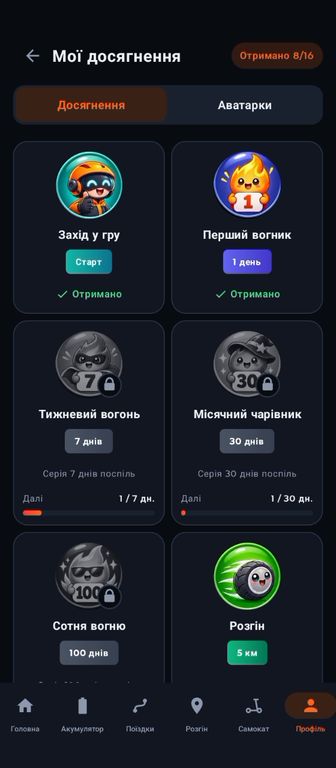 Мої досягнення
Отримано 8/16
Досягнення
Аватарки
Захід у гру
Старт
Отримано
1
Перший вогник
1 день
Отримано
7
Тижневий вогонь
7 днів
Серія 7 днів поспіль
Далі 1 / 7 дн.
30
Місячний чарівник
30 днів
Серія 30 днів поспіль
Далі 1 / 30 дн.
100
Сотня вогню
100 днів
Розгін
5 км
Головна
Акумулятор
Поїздки
Розгін
Самокат
Профіль